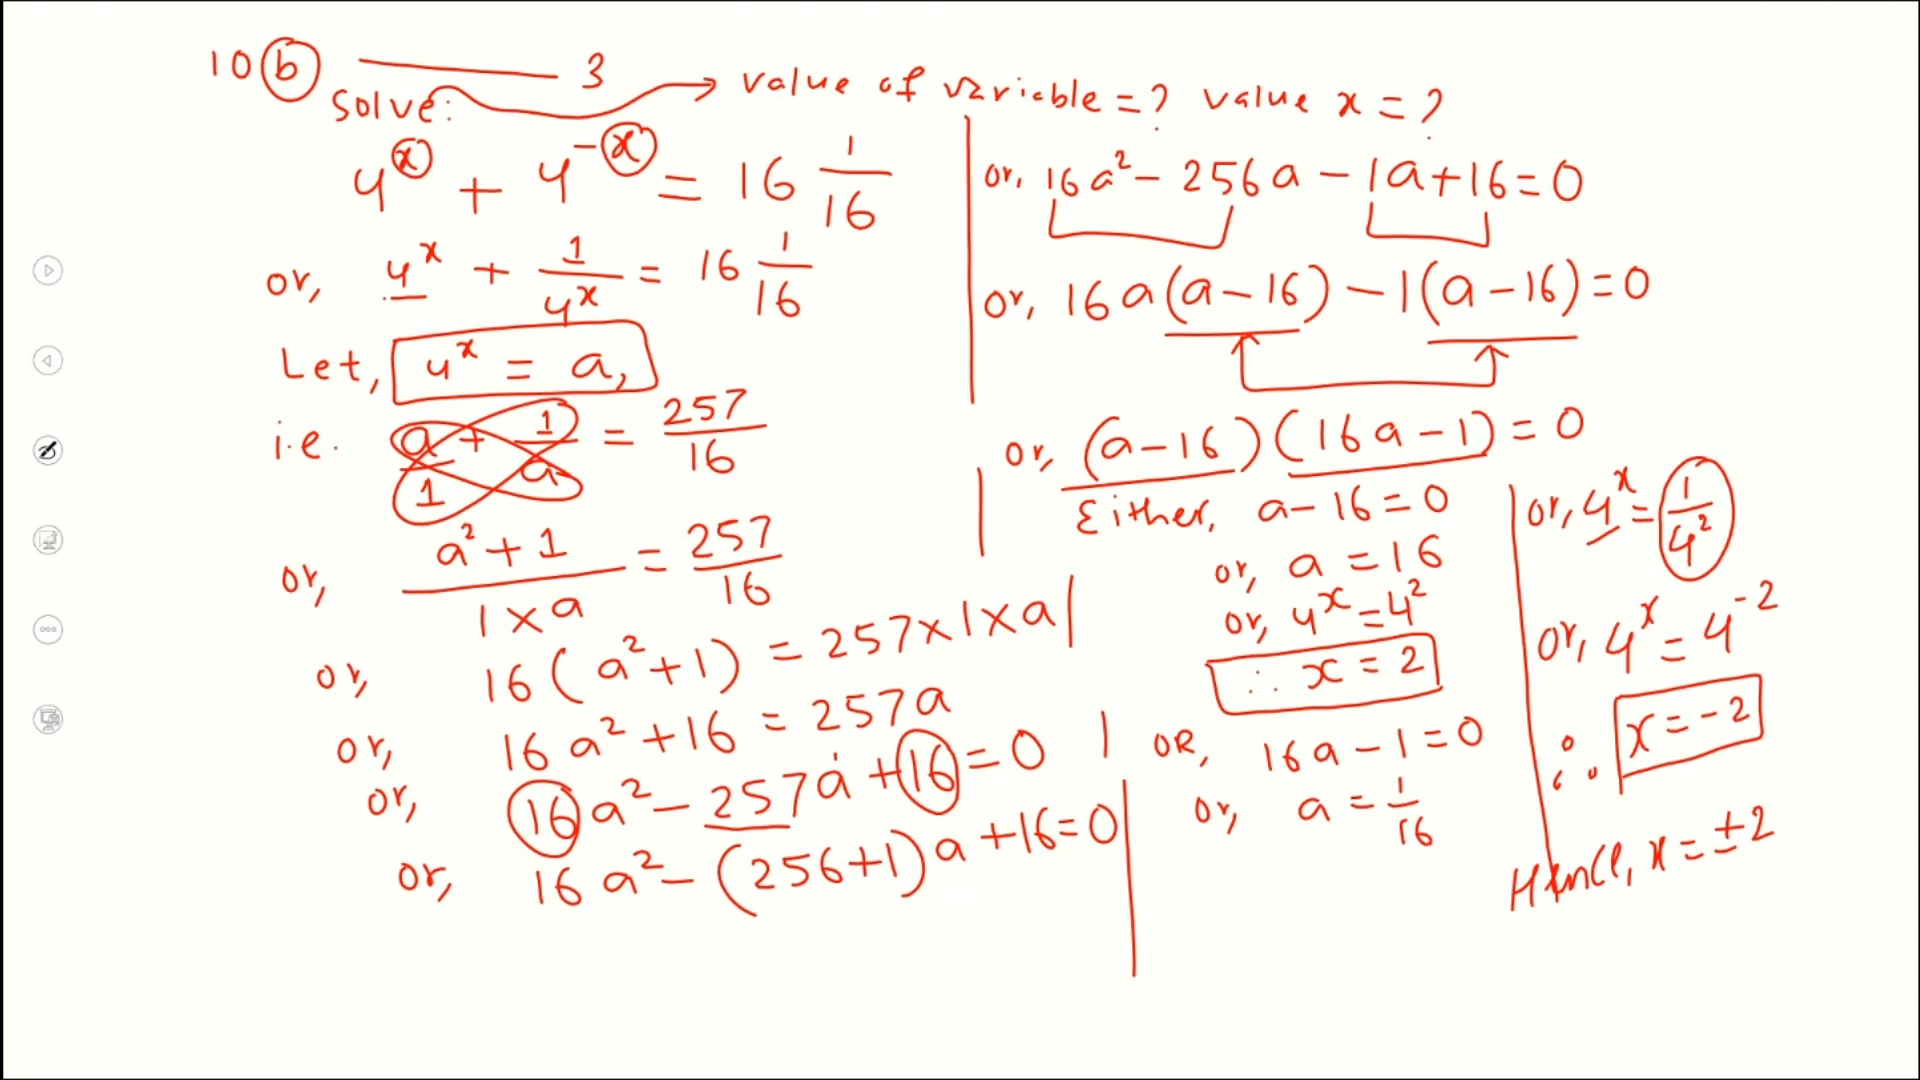 10 (b) 3
Solve: → value of variable = ? value x = ?
4^x + 4^-x = 16 1/16
or, 4^x + 1/4^x = 16 1/16
Let, 4^x = a,
i.e. a/1 + 1/a = 257/16
or, (a² + 1)/(1 × a) = 257/16
or, 16(a² + 1) = 257 × 1 × a
or, 16a² + 16 = 257a
or, 16a² − 257a + 16 = 0
or, 16a² − (256+1)a + 16 = 0
or, 16a² − 256a − 1a + 16 = 0
or, 16a(a − 16) − 1(a − 16) = 0
or, (a − 16)(16a − 1) = 0
Either, a − 16 = 0
or, a = 16
or, 4^x = 4²
∴ x = 2
OR, 16a − 1 = 0
or, a = 1/16
or, 4^x = 1/4²
or, 4^x = 4^-2
∴ x = −2
Hence, x = ±2